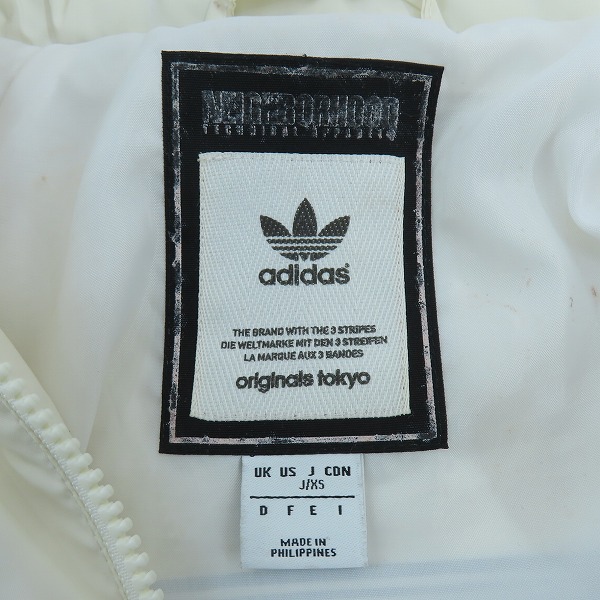 NEIGHBORHOOD
TECHNICAL APPAREL
adidas
THE BRAND WITH THE 3 STRIPES
DIE WELTMARKE MIT DEN 3 STREIFEN
LA MARQUE AUX 3 BANDES
originals tokyo
UK US J CDN
J/XS
D F E I
MADE IN
PHILIPPINES